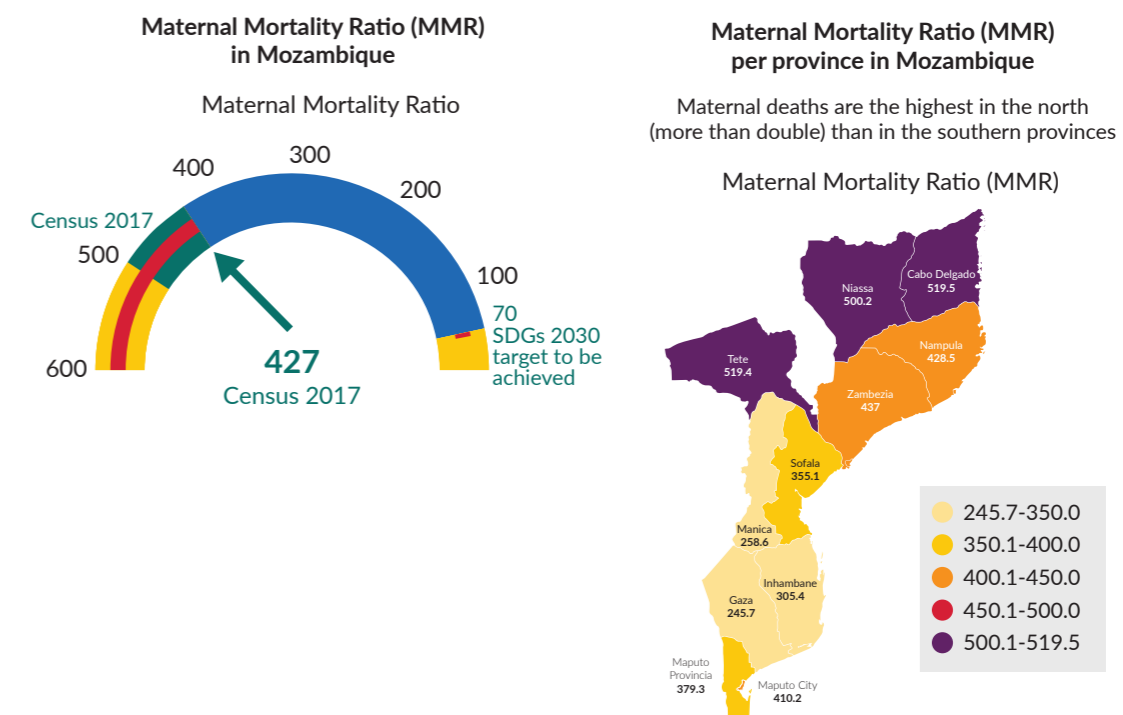 Maternal Mortality Ratio (MMR)
in Mozambique
Maternal Mortality Ratio
300
400
200
Census 2017
500
100
70
SDGs 2030
target to be
achieved
600
427
Census 2017
Maternal Mortality Ratio (MMR)
per province in Mozambique
Maternal deaths are the highest in the north
(more than double) than in the southern provinces
Maternal Mortality Ratio (MMR)
Cabo Delgado
519.5
Niassa
500.2
Nampula
428.5
Tete
519.4
Zambezia
437
Sofala
355.1
Manica
258.6
Inhambane
305.4
Gaza
245.7
Maputo
Provincia
379.3
Maputo City
410.2
245.7-350.0
350.1-400.0
400.1-450.0
450.1-500.0
500.1-519.5